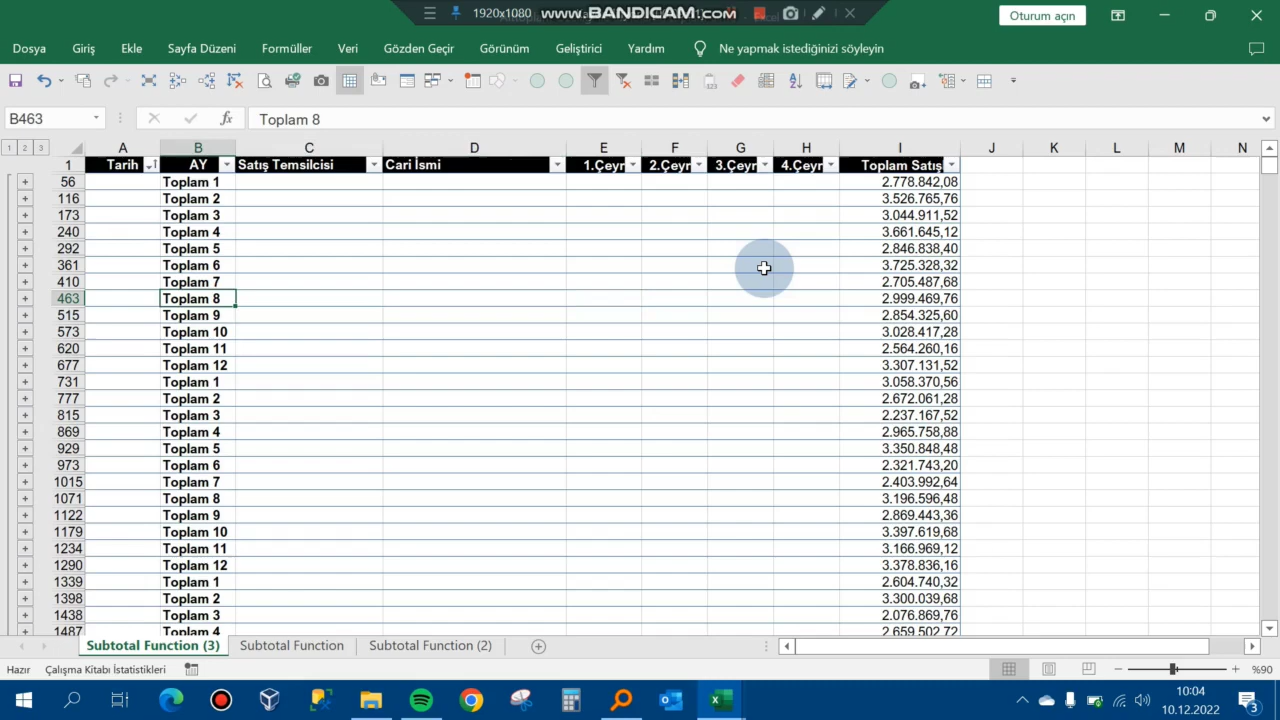 1920x1080 www.BANDICAM.com
Oturum açın
Dosya Giriş Ekle Sayfa Düzeni Formüller Veri Gözden Geçir Görünüm Geliştirici Yardım Ne yapmak istediğinizi söyleyin
B463 fx Toplam 8
1 2 3 A B C D E F G H I J K L M N
1 Tarih AY Satış Temsilcisi Cari İsmi 1.Çeyr 2.Çeyr 3.Çeyr 4.Çeyr Toplam Satış
56 Toplam 1 2.778.842,08
116 Toplam 2 3.526.765,76
173 Toplam 3 3.044.911,52
240 Toplam 4 3.661.645,12
292 Toplam 5 2.846.838,40
361 Toplam 6 3.725.328,32
410 Toplam 7 2.705.487,68
463 Toplam 8 2.999.469,76
515 Toplam 9 2.854.325,60
573 Toplam 10 3.028.417,28
620 Toplam 11 2.564.260,16
677 Toplam 12 3.307.131,52
731 Toplam 1 3.058.370,56
777 Toplam 2 2.672.061,28
815 Toplam 3 2.237.167,52
869 Toplam 4 2.965.758,88
929 Toplam 5 3.350.848,48
973 Toplam 6 2.321.743,20
1015 Toplam 7 2.403.992,64
1071 Toplam 8 3.196.596,48
1122 Toplam 9 2.869.443,36
1179 Toplam 10 3.397.619,68
1234 Toplam 11 3.166.969,12
1290 Toplam 12 3.378.836,16
1339 Toplam 1 2.604.740,32
1398 Toplam 2 3.300.039,68
1438 Toplam 3 2.076.869,76
1487 Toplam 4 2.659.502,72
Subtotal Function (3) Subtotal Function Subtotal Function (2)
Hazır Çalışma Kitabı İstatistikleri %90
10:04
10.12.2022
3